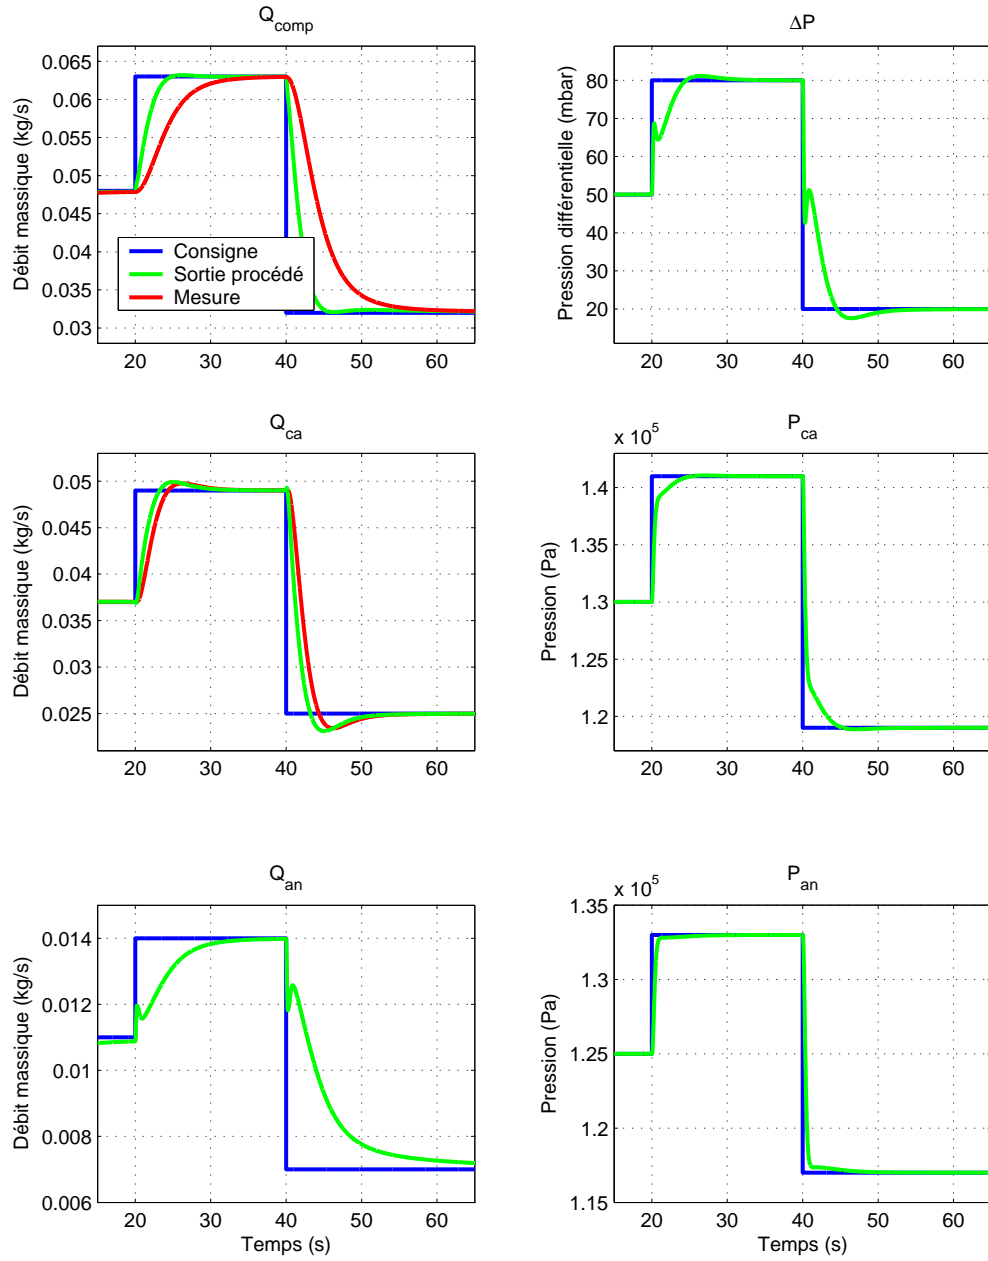 Q_comp
0.065
0.06
0.055
0.05
0.045
0.04
0.035
0.03
Débit massique (kg/s)
Consigne
Sortie procédé
Mesure
20 30 40 50 60
ΔP
80
70
60
50
40
30
20
Pression différentielle (mbar)
20 30 40 50 60
Q_ca
0.05
0.045
0.04
0.035
0.03
0.025
Débit massique (kg/s)
20 30 40 50 60
P_ca
x 10^5
1.4
1.35
1.3
1.25
1.2
Pression (Pa)
20 30 40 50 60
Q_an
0.014
0.012
0.01
0.008
0.006
Débit massique (kg/s)
20 30 40 50 60
Temps (s)
P_an
x 10^5
1.35
1.3
1.25
1.2
1.15
Pression (Pa)
20 30 40 50 60
Temps (s)